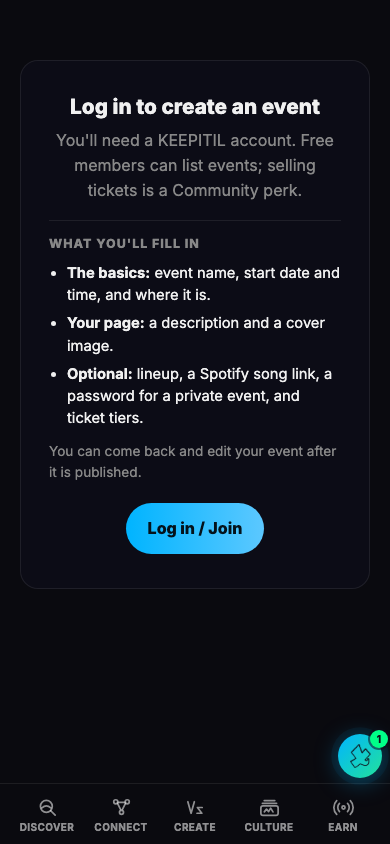 Log in to create an event
You'll need a KEEPITIL account. Free
members can list events; selling
tickets is a Community perk.
WHAT YOU'LL FILL IN
• The basics: event name, start date and
time, and where it is.
• Your page: a description and a cover
image.
• Optional: lineup, a Spotify song link, a
password for a private event, and
ticket tiers.
You can come back and edit your event after
it is published.
Log in / Join
1
DISCOVER
CONNECT
CREATE
CULTURE
EARN